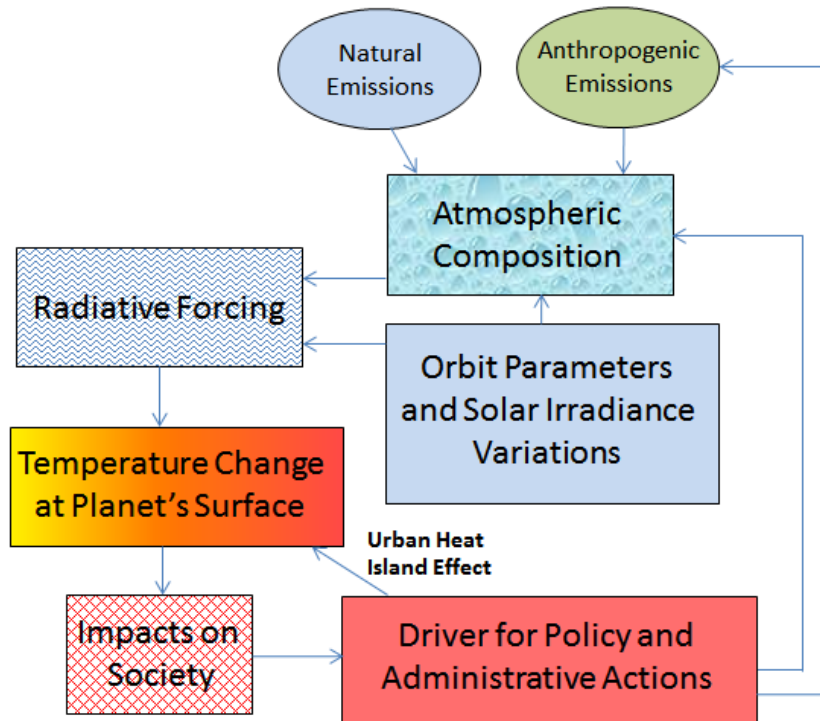 Natural
Emissions
Anthropogenic
Emissions
Atmospheric
Composition
Radiative Forcing
Orbit Parameters
and Solar Irradiance
Variations
Temperature Change
at Planet's Surface
Urban Heat
Island Effect
Impacts on
Society
Driver for Policy and
Administrative Actions